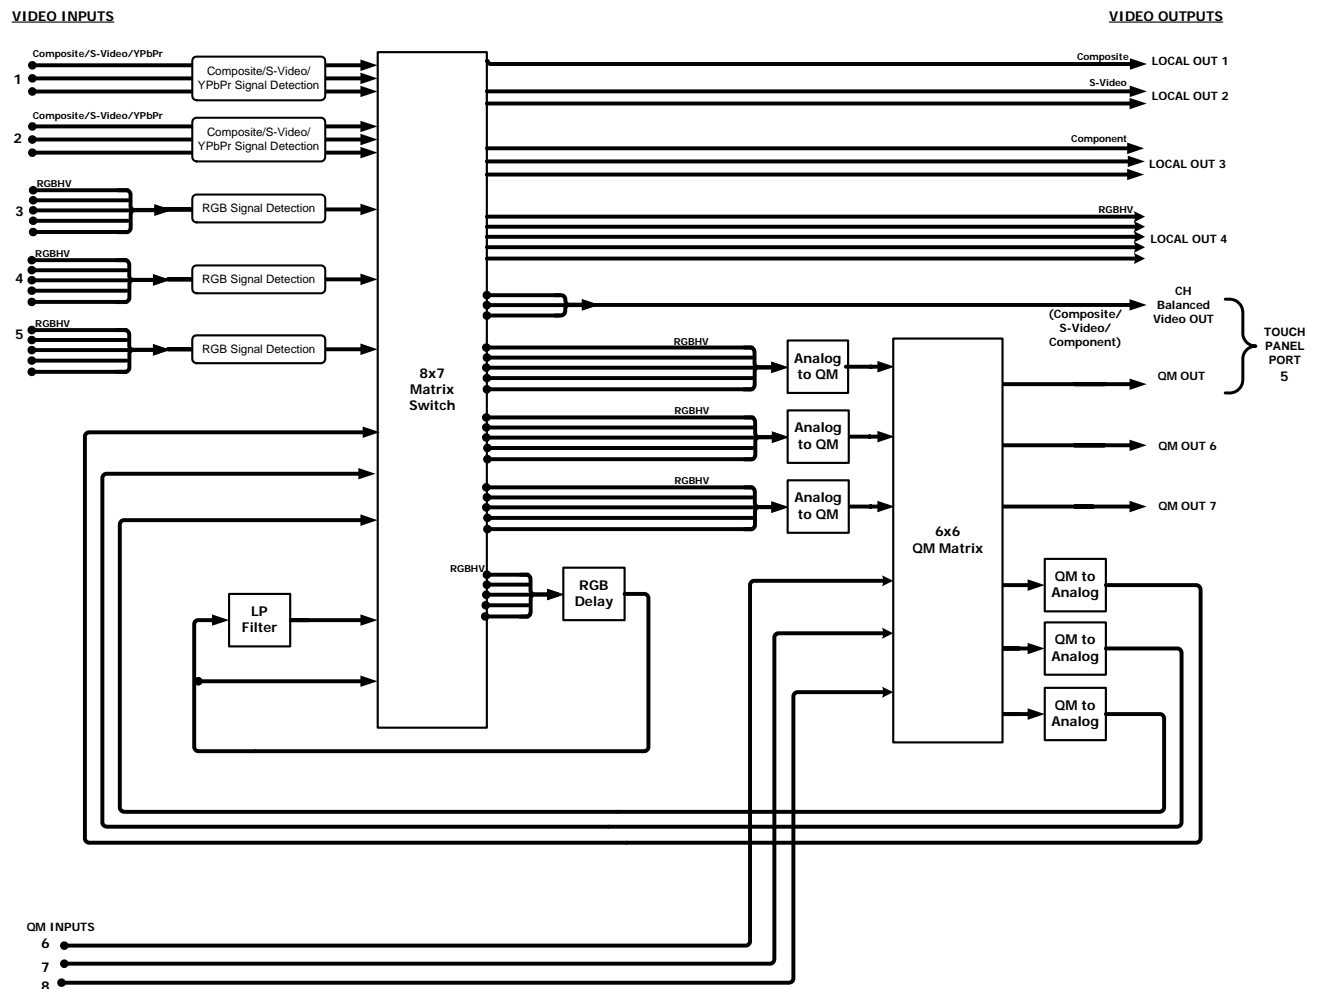 VIDEO INPUTS
VIDEO OUTPUTS
Composite/S-Video/YPbPr
1
Composite/S-Video/
YPbPr Signal Detection
Composite
LOCAL OUT 1
S-Video
LOCAL OUT 2
Composite/S-Video/YPbPr
2
Composite/S-Video/
YPbPr Signal Detection
Component
LOCAL OUT 3
RGBHV
3
RGB Signal Detection
RGBHV
LOCAL OUT 4
RGBHV
4
RGB Signal Detection
CH
Balanced
Video OUT
(Composite/
S-Video/
Component)
RGBHV
5
RGB Signal Detection
TOUCH
PANEL
PORT
5
8x7
Matrix
Switch
RGBHV
Analog
to QM
QM OUT
RGBHV
Analog
to QM
QM OUT 6
RGBHV
Analog
to QM
QM OUT 7
6x6
QM Matrix
RGBHV
RGB
Delay
QM to
Analog
LP
Filter
QM to
Analog
QM to
Analog
QM INPUTS
6
7
8